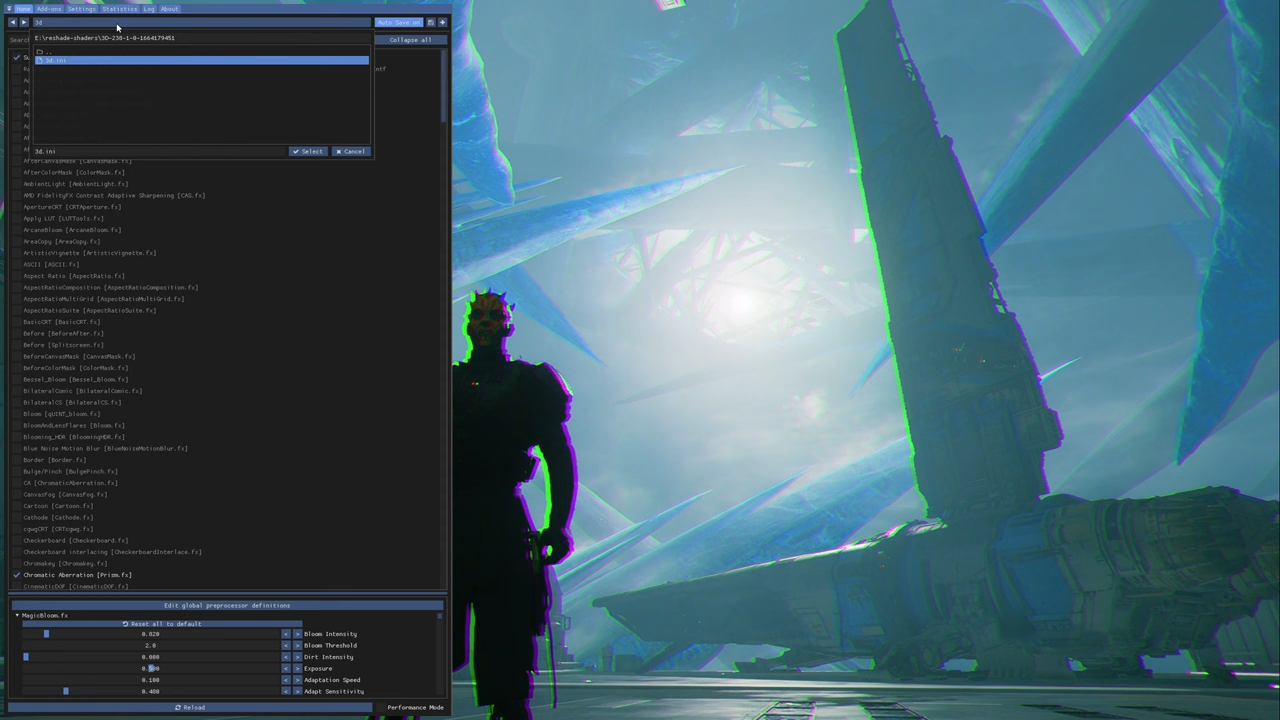 Home Add-ons Settings Statistics Log About
3d Auto Save on
Collapse all
E:\reshade-shaders\3D-230-1-0-1664179451
..
3d.ini
3d.ini Select Cancel
AfterCanvasMask [CanvasMask.fx]
AfterColorMask [ColorMask.fx]
AmbientLight [AmbientLight.fx]
AMD FidelityFX Contrast Adaptive Sharpening [CAS.fx]
ApertureCRT [CRTAperture.fx]
Apply LUT [LUTTools.fx]
ArcaneBloom [ArcaneBloom.fx]
AreaCopy [AreaCopy.fx]
ArtisticVignette [ArtisticVignette.fx]
ASCII [ASCII.fx]
Aspect Ratio [AspectRatio.fx]
AspectRatioComposition [AspectRatioComposition.fx]
AspectRatioMultiGrid [AspectRatioMultiGrid.fx]
AspectRatioSuite [AspectRatioSuite.fx]
BasicCRT [BasicCRT.fx]
Before [BeforeAfter.fx]
Before [Splitscreen.fx]
BeforeCanvasMask [CanvasMask.fx]
BeforeColorMask [ColorMask.fx]
Bessel_Bloom [Bessel_Bloom.fx]
BilateralComic [BilateralComic.fx]
BilateralCS [BilateralCS.fx]
Bloom [qUINT_bloom.fx]
BloomAndLensFlares [Bloom.fx]
Blooming_HDR [BloomingHDR.fx]
Blue Noise Motion Blur [BlueNoiseMotionBlur.fx]
Border [Border.fx]
Bulge/Pinch [BulgePinch.fx]
CA [ChromaticAberration.fx]
CanvasFog [CanvasFog.fx]
Cartoon [Cartoon.fx]
Cathode [Cathode.fx]
cgwgCRT [CRTcgwg.fx]
Checkerboard [Checkerboard.fx]
Checkerboard interlacing [CheckerboardInterlace.fx]
Chromakey [Chromakey.fx]
Chromatic Aberration [Prism.fx]
CinematicDOF [CinematicDOF.fx]
Edit global preprocessor definitions
MagicBloom.fx
Reset all to default
0.020 < > Bloom Intensity
2.0 < > Bloom Threshold
0.000 < > Dirt Intensity
< > Exposure
0.100 < > Adaptation Speed
0.400 < > Adapt Sensitivity
Reload Performance Mode